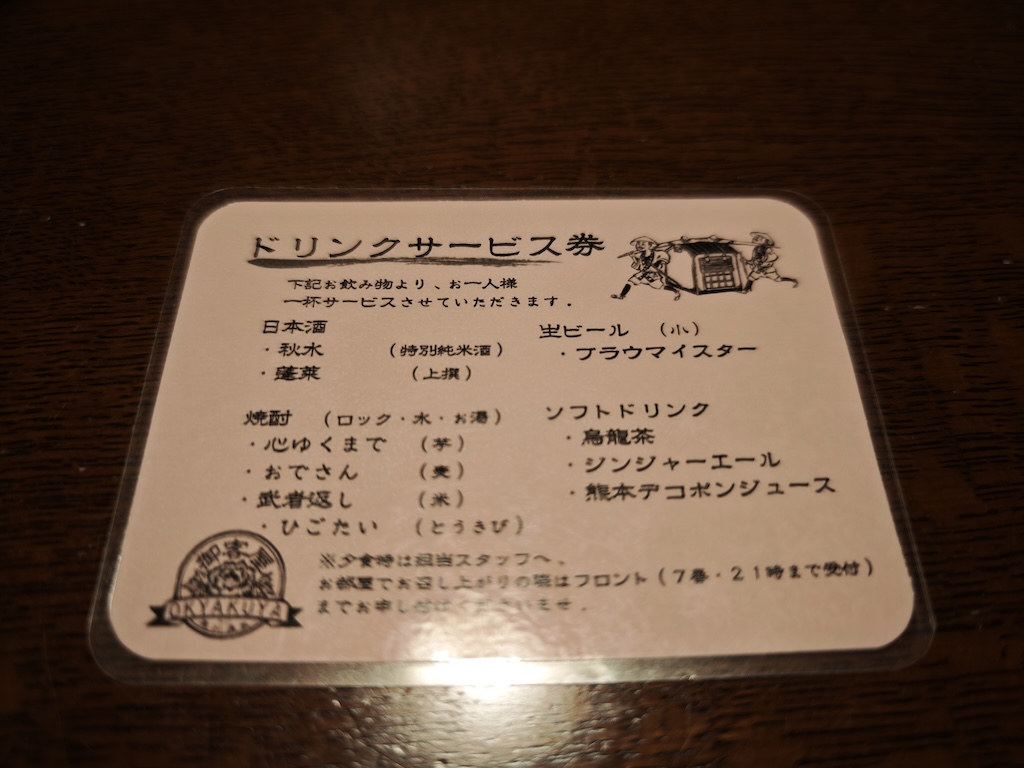 ドリンクサービス券
下記お飲み物より、お一人様
一杯サービスさせていただきます。
日本酒
・秋水 (特別純米酒)
・蓬莱 (上撰)
焼酎 (ロック・水・お湯)
・心ゆくまで (芋)
・おでさん (麦)
・武者返し (米)
・ひごたい (とうきび)
生ビール (小)
・ブラウマイスター
ソフトドリンク
・烏龍茶
・ジンジャーエール
・熊本デコポンジュース
※夕食時は担当スタッフへ。
お部屋でお召し上がりの際はフロント(7番・21時まで受付)
までお申し付けくださいませ。
御客屋
OKYAKUYA